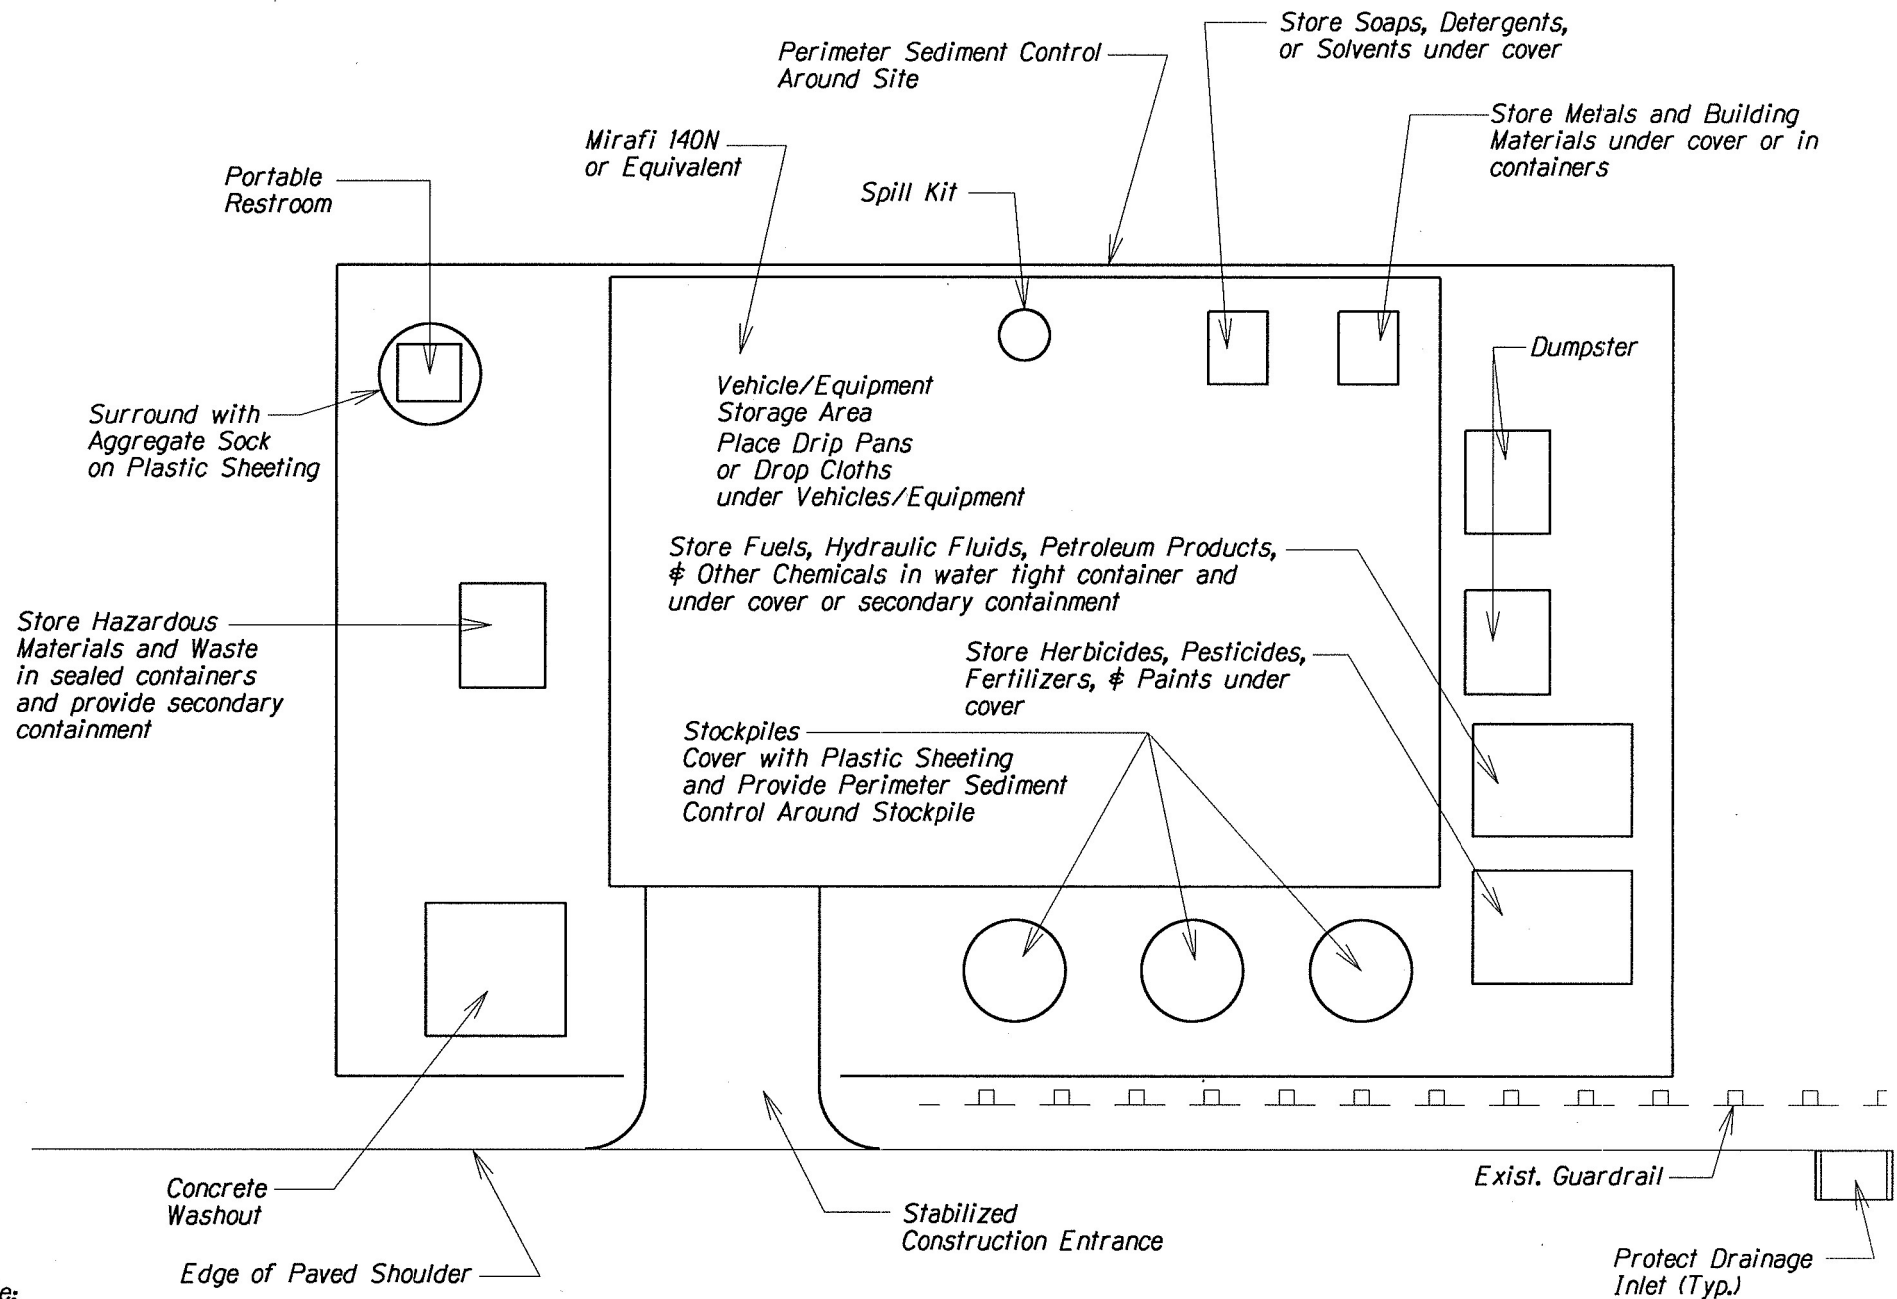 Store Soaps, Detergents,
or Solvents under cover
Perimeter Sediment Control
Around Site
Store Metals and Building
Materials under cover or in
containers
Mirafi 140N
or Equivalent
Portable
Restroom
Spill Kit
Dumpster
Vehicle/Equipment
Storage Area
Place Drip Pans
or Drop Cloths
under Vehicles/Equipment
Surround with
Aggregate Sock
on Plastic Sheeting
Store Fuels, Hydraulic Fluids, Petroleum Products,
& Other Chemicals in water tight container and
under cover or secondary containment
Store Hazardous
Materials and Waste
in sealed containers
and provide secondary
containment
Store Herbicides, Pesticides,
Fertilizers, & Paints under
cover
Stockpiles
Cover with Plastic Sheeting
and Provide Perimeter Sediment
Control Around Stockpile
Concrete
Washout
Exist. Guardrail
Stabilized
Construction Entrance
Edge of Paved Shoulder
Protect Drainage
Inlet (Typ.)